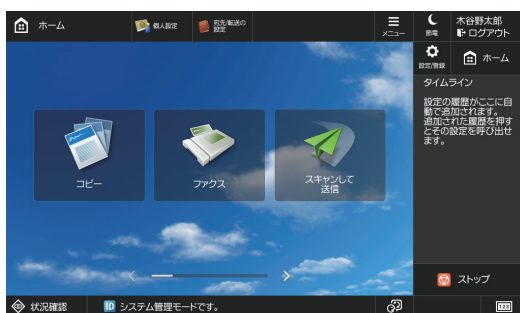 ホーム
個人設定
宛先/転送の
設定
メニュー
節電
木谷野太郎
ログアウト
設定/登録
ホーム
タイムライン
設定の履歴がここに自
動で追加されます。
追加された履歴を押す
とその設定を呼び出せ
ます。
コピー
ファクス
スキャンして
送信
ストップ
状況確認
ID システム管理モードです。
123